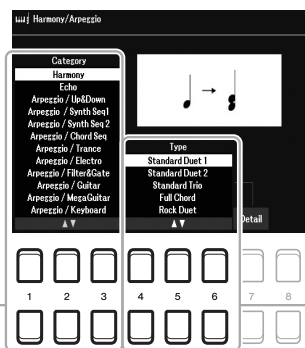 Harmony/Arpeggio
Category
Harmony
Echo
Arpeggio / Up&Down
Arpeggio / Synth Seq1
Arpeggio / Synth Seq 2
Arpeggio / Chord Seq
Arpeggio / Trance
Arpeggio / Electro
Arpeggio / Filter&Gate
Arpeggio / Guitar
Arpeggio / MegaGuitar
Arpeggio / Keyboard
▲▼
Type
Standard Duet 1
Standard Duet 2
Standard Trio
Full Chord
Rock Duet
▲▼
Detail
1 2 3 4 5 6 7 8